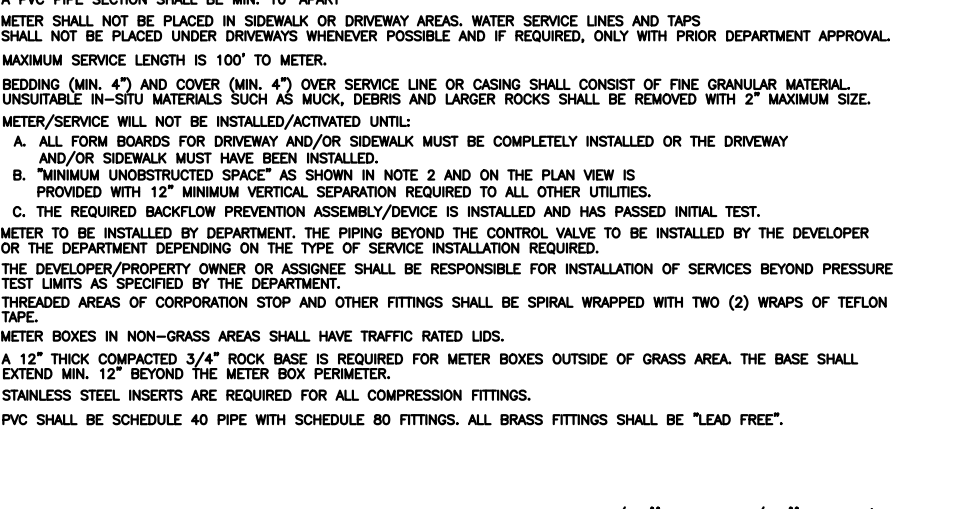 A PVC PIPE SECTION SHALL BE MIN. 10' APART
METER SHALL NOT BE PLACED IN SIDEWALK OR DRIVEWAY AREAS. WATER SERVICE LINES AND TAPS
SHALL NOT BE PLACED UNDER DRIVEWAYS WHENEVER POSSIBLE AND IF REQUIRED, ONLY WITH PRIOR DEPARTMENT APPROVAL.
MAXIMUM SERVICE LENGTH IS 100' TO METER.
BEDDING (MIN. 4") AND COVER (MIN. 4") OVER SERVICE LINE OR CASING SHALL CONSIST OF FINE GRANULAR MATERIAL.
UNSUITABLE IN-SITU MATERIALS SUCH AS MUCK, DEBRIS AND LARGER ROCKS SHALL BE REMOVED WITH 2" MAXIMUM SIZE.
METER/SERVICE WILL NOT BE INSTALLED/ACTIVATED UNTIL:
A. ALL FORM BOARDS FOR DRIVEWAY AND/OR SIDEWALK MUST BE COMPLETELY INSTALLED OR THE DRIVEWAY
AND/OR SIDEWALK MUST HAVE BEEN INSTALLED.
B. "MINIMUM UNOBSTRUCTED SPACE" AS SHOWN IN NOTE 2 AND ON THE PLAN VIEW IS
PROVIDED WITH 12" MINIMUM VERTICAL SEPARATION REQUIRED TO ALL OTHER UTILITIES.
C. THE REQUIRED BACKFLOW PREVENTION ASSEMBLY/DEVICE IS INSTALLED AND HAS PASSED INITIAL TEST.
METER TO BE INSTALLED BY DEPARTMENT. THE PIPING BEYOND THE CONTROL VALVE TO BE INSTALLED BY THE DEVELOPER
OR THE DEPARTMENT DEPENDING ON THE TYPE OF SERVICE INSTALLATION REQUIRED.
THE DEVELOPER/PROPERTY OWNER OR ASSIGNEE SHALL BE RESPONSIBLE FOR INSTALLATION OF SERVICES BEYOND PRESSURE
TEST LIMITS AS SPECIFIED BY THE DEPARTMENT.
THREADED AREAS OF CORPORATION STOP AND OTHER FITTINGS SHALL BE SPIRAL WRAPPED WITH TWO (2) WRAPS OF TEFLON
TAPE.
METER BOXES IN NON-GRASS AREAS SHALL HAVE TRAFFIC RATED LIDS.
A 12" THICK COMPACTED 3/4" ROCK BASE IS REQUIRED FOR METER BOXES OUTSIDE OF GRASS AREA. THE BASE SHALL
EXTEND MIN. 12" BEYOND THE METER BOX PERIMETER.
STAINLESS STEEL INSERTS ARE REQUIRED FOR ALL COMPRESSION FITTINGS.
PVC SHALL BE SCHEDULE 40 PIPE WITH SCHEDULE 80 FITTINGS. ALL BRASS FITTINGS SHALL BE "LEAD FREE".